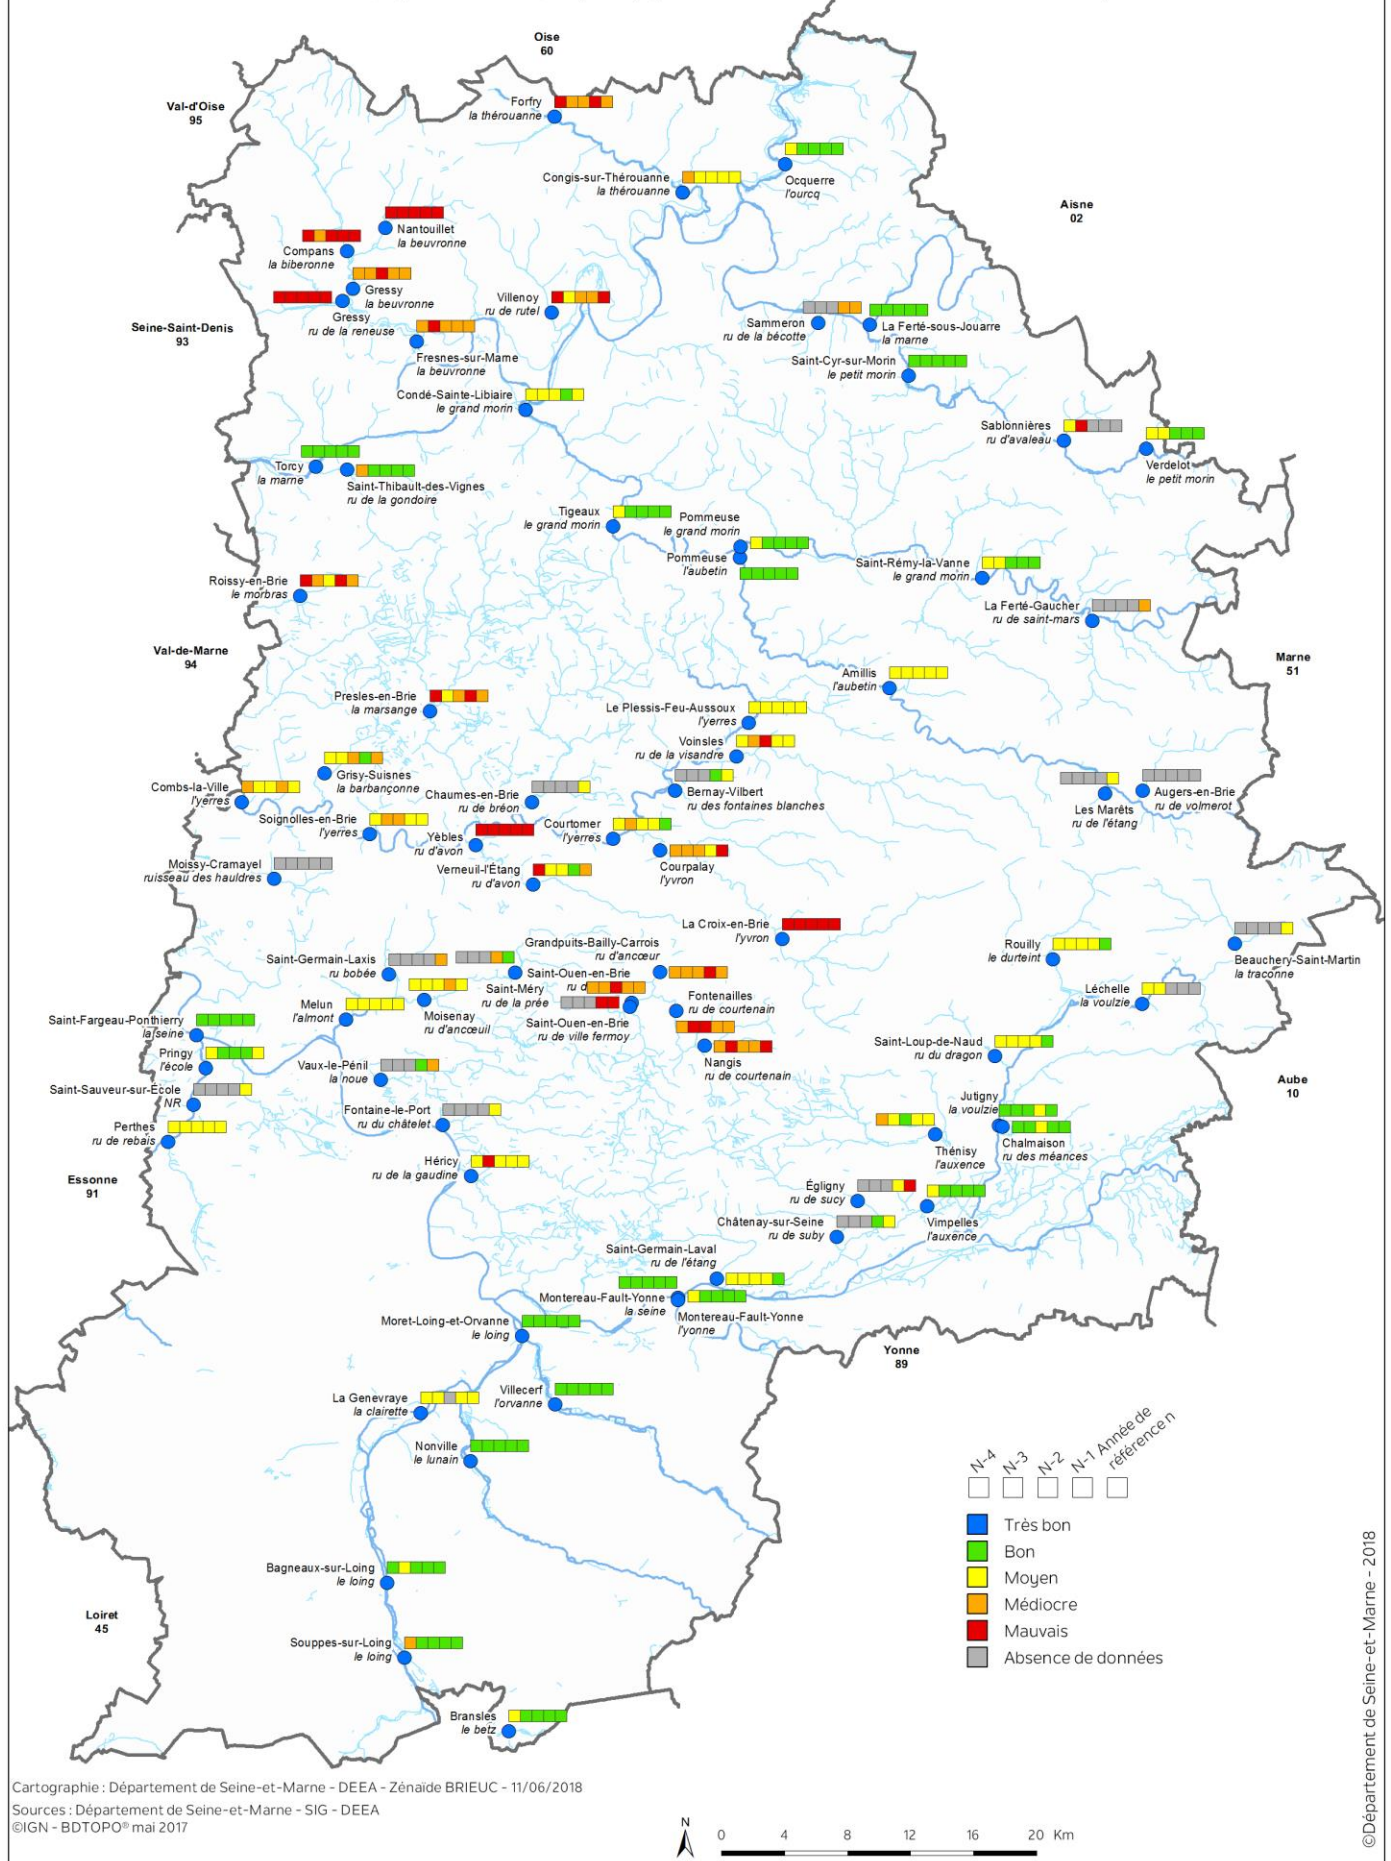 Oise
60
Val-d'Oise
95
Forfry
la thérouanne
Congis-sur-Thérouanne
la thérouanne
Ocquerre
l'ourcq
Aisne
02
Nantouillet
la beuvronne
Compans
la biberonne
Gressy
la beuvronne
Gressy
ru de la reneuse
Villenoy
ru de rutel
Seine-Saint-Denis
93
Fresnes-sur-Marne
la beuvronne
Sammeron
ru de la bécotte
La Ferté-sous-Jouarre
la marne
Saint-Cyr-sur-Morin
le petit morin
Condé-Sainte-Libiaire
le grand morin
Sablonnières
ru d'avaleau
Verdelot
le petit morin
Torcy
la marne
Saint-Thibault-des-Vignes
ru de la gondoire
Tigeaux
le grand morin
Pommeuse
le grand morin
Pommeuse
l'aubetin
Saint-Rémy-la-Vanne
le grand morin
Roissy-en-Brie
le morbras
La Ferté-Gaucher
ru de saint-mars
Val-de-Marne
94
Marne
51
Amillis
l'aubetin
Presles-en-Brie
la marsange
Le Plessis-Feu-Aussoux
l'yerres
Voinsles
ru de la visandre
Grisy-Suisnes
la barbançonne
Combs-la-Ville
l'yerres
Chaumes-en-Brie
ru de bréon
Bernay-Vilbert
ru des fontaines blanches
Les Marêts
ru de l'étang
Augers-en-Brie
ru de volmerot
Soignolles-en-Brie
l'yerres
Yèbles
ru d'avon
Courtomer
l'yerres
Moissy-Cramayel
ruisseau des hauldres
Verneuil-l'Étang
ru d'avon
Courpalay
l'yvron
La Croix-en-Brie
l'yvron
Rouilly
le durteint
Beauchery-Saint-Martin
la traconne
Grandpuits-Bailly-Carrois
ru d'ancœur
Saint-Germain-Laxis
ru bobée
Saint-Ouen-en-Brie
ru d
Saint-Méry
ru de la prée
Léchelle
la voulzie
Melun
l'almont
Moisenay
ru d'ancœuil
Fontenailles
ru de courtenain
Saint-Ouen-en-Brie
ru de ville fermoy
Saint-Fargeau-Ponthierry
la seine
Pringy
l'école
Saint-Loup-de-Naud
ru du dragon
Nangis
ru de courtenain
Vaux-le-Pénil
la noue
Saint-Sauveur-sur-École
NR
Aube
10
Jutigny
la voulzie
Fontaine-le-Port
ru du châtelet
Perthes
ru de rebais
Thénisy
l'auxence
Chalmaison
ru des méances
Héricy
ru de la gaudine
Essonne
91
Égligny
ru de sucy
Vimpelles
l'auxence
Châtenay-sur-Seine
ru de suby
Saint-Germain-Laval
ru de l'étang
Montereau-Fault-Yonne
la seine
Montereau-Fault-Yonne
l'yonne
Moret-Loing-et-Orvanne
le loing
Yonne
89
La Genevraye
la clairette
Villecerf
l'orvanne
Nonville
le lunain
N-4
N-3
N-2
N-1
Année de
référence n
Très bon
Bon
Moyen
Médiocre
Mauvais
Absence de données
Bagneaux-sur-Loing
le loing
Loiret
45
Souppes-sur-Loing
le loing
Bransles
le betz
Cartographie : Département de Seine-et-Marne - DEEA - Zénaïde BRIEUC - 11/06/2018
Sources : Département de Seine-et-Marne - SIG - DEEA
©IGN - BDTOPO® mai 2017
N
0 4 8 12 16 20 Km
©Département de Seine-et-Marne - 2018